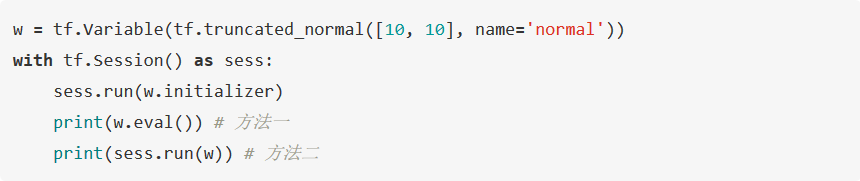 w = tf.Variable(tf.truncated_normal([10, 10], name='normal'))
with tf.Session() as sess:
    sess.run(w.initializer)
    print(w.eval()) # 方法一
    print(sess.run(w)) # 方法二